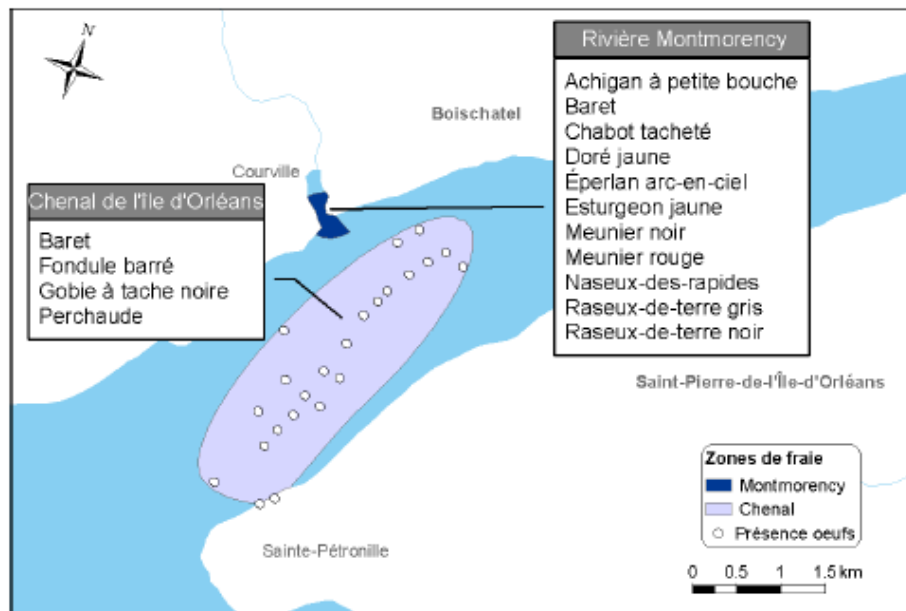 N
Rivière Montmorency
Achigan à petite bouche
Baret
Chabot tacheté
Doré jaune
Éperlan arc-en-ciel
Esturgeon jaune
Meunier noir
Meunier rouge
Naseux-des-rapides
Raseux-de-terre gris
Raseux-de-terre noir
Boischatel
Courville
Chenal de l'Île d'Orléans
Baret
Fondule barré
Gobie à tache noire
Perchaude
Saint-Pierre-de-l'Île-d'Orléans
Sainte-Pétronille
Zones de fraie
Montmorency
Chenal
Présence oeufs
0 0.5 1 1.5 km